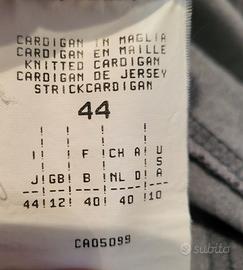 CARDIGAN IN MAGLIA
CARDIGAN EN MAILLE
KNITTED CARDIGAN
CARDIGAN DE JERSEY
STRICKCARDIGAN
44
I F CH A U
S
J GB B NL D A
44 12 40 40 10
CA05099
subito